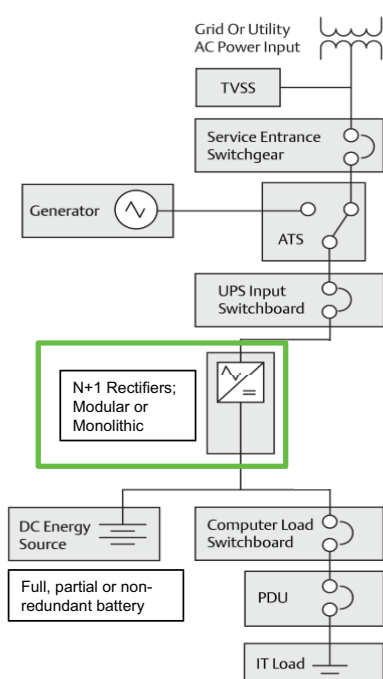 Grid Or Utility
AC Power Input
TVSS
Service Entrance
Switchgear
Generator
ATS
UPS Input
Switchboard
N+1 Rectifiers;
Modular or
Monolithic
DC Energy
Source
Computer Load
Switchboard
Full, partial or non-
redundant battery
PDU
IT Load